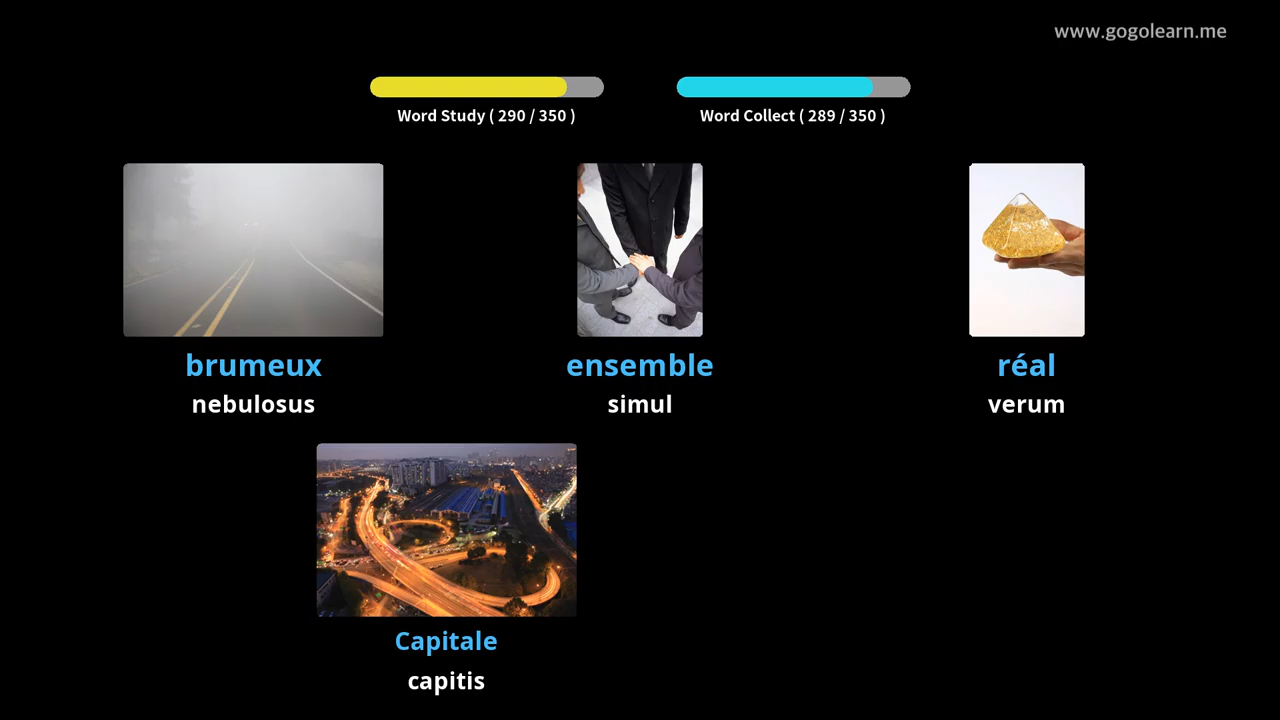 www.gogolearn.me
Word Study ( 290 / 350 )
Word Collect ( 289 / 350 )
brumeux
nebulosus
ensemble
simul
réal
verum
Capitale
capitis